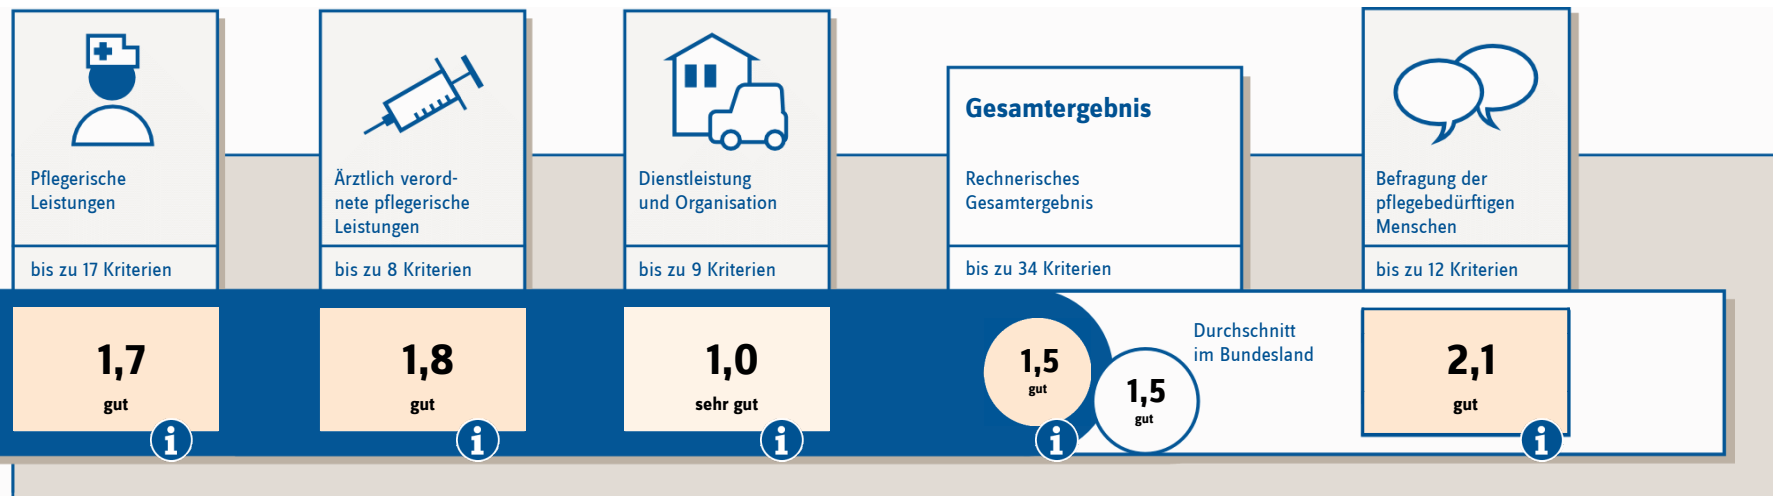 Pflegerische
Leistungen
bis zu 17 Kriterien
1,7
gut
i
Ärztlich verord-
nete pflegerische
Leistungen
bis zu 8 Kriterien
1,8
gut
i
Dienstleistung
und Organisation
bis zu 9 Kriterien
1,0
sehr gut
i
Gesamtergebnis
Rechnerisches
Gesamtergebnis
bis zu 34 Kriterien
1,5
gut
i
1,5
gut
Durchschnitt
im Bundesland
Befragung der
pflegebedürftigen
Menschen
bis zu 12 Kriterien
2,1
gut
i